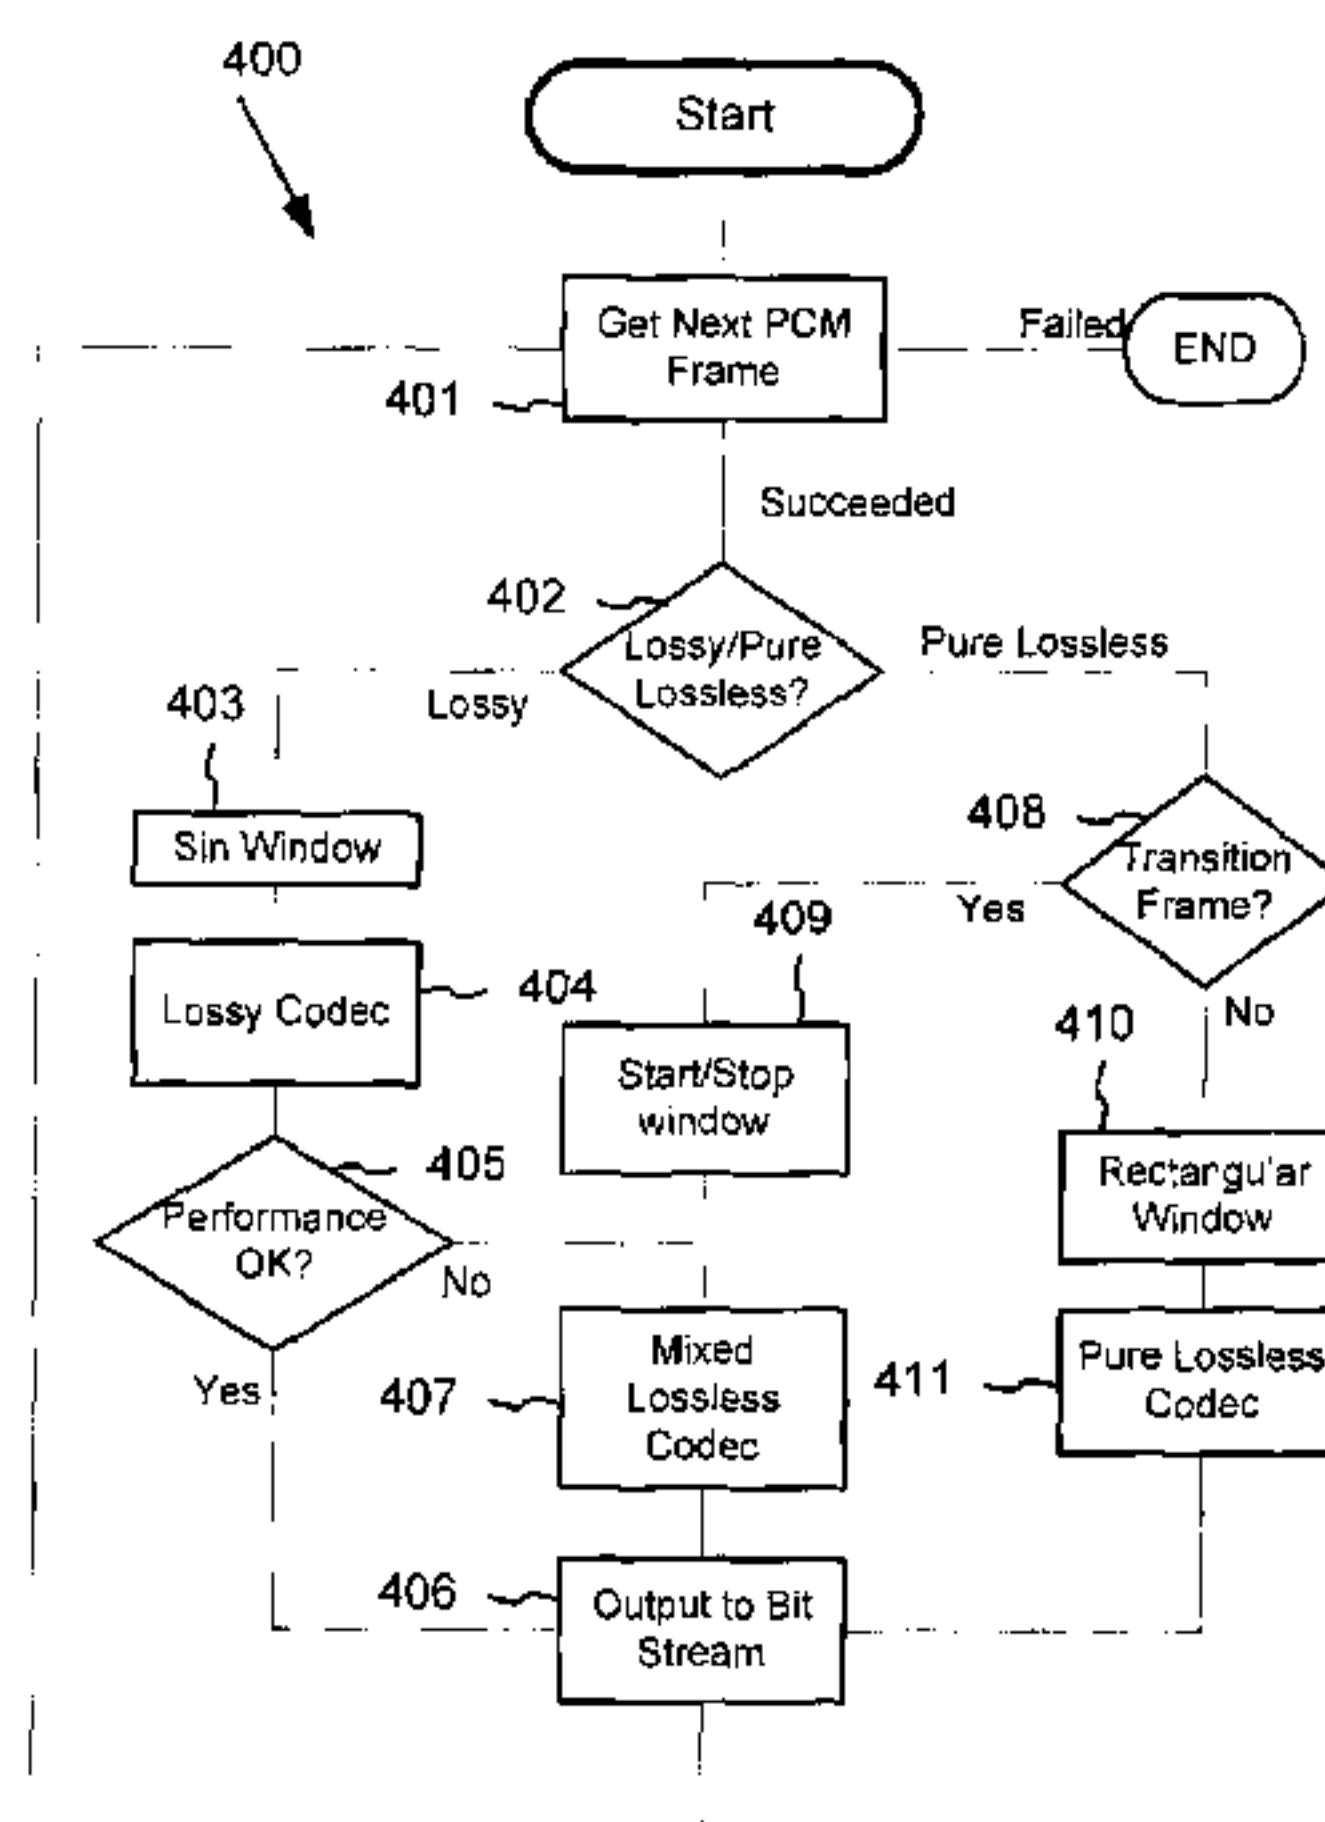 400
Start
Get Next PCM
Frame
Failed
END
401
Succeeded
402
Lossy/Pure
Lossless?
Pure Lossless
Lossy
403
Sin Window
408
Transition
Frame?
Yes
409
404
Lossy Codec
No
410
Start/Stop
window
405
Performance
OK?
No
Rectangular
Window
Mixed
Lossless
Codec
407
Yes
411
Pure Lossless
Codec
406
Output to Bit
Stream